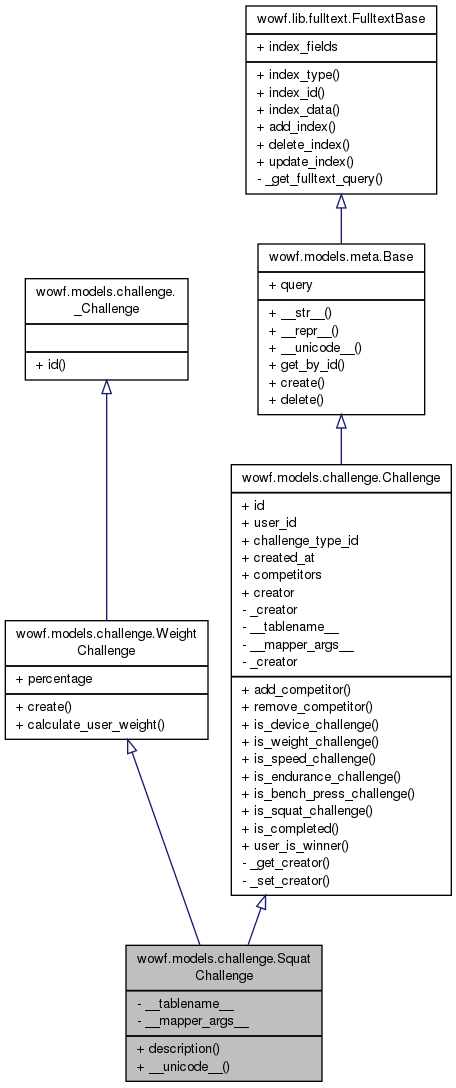 wowf.lib.fulltext.FulltextBase
+ index_fields
+ index_type()
+ index_id()
+ index_data()
+ add_index()
+ delete_index()
+ update_index()
- _get_fulltext_query()
wowf.models.meta.Base
+ query
+ __str__()
+ __repr__()
+ __unicode__()
+ get_by_id()
+ create()
+ delete()
wowf.models.challenge.
_Challenge
+ id()
wowf.models.challenge.Challenge
+ id
+ user_id
+ challenge_type_id
+ created_at
+ competitors
+ creator
- _creator
- __tablename__
- __mapper_args__
- _creator
+ add_competitor()
+ remove_competitor()
+ is_device_challenge()
+ is_weight_challenge()
+ is_speed_challenge()
+ is_endurance_challenge()
+ is_bench_press_challenge()
+ is_squat_challenge()
+ is_completed()
+ user_is_winner()
- _get_creator()
- _set_creator()
wowf.models.challenge.Weight
Challenge
+ percentage
+ create()
+ calculate_user_weight()
wowf.models.challenge.Squat
Challenge
- __tablename__
- __mapper_args__
+ description()
+ __unicode__()